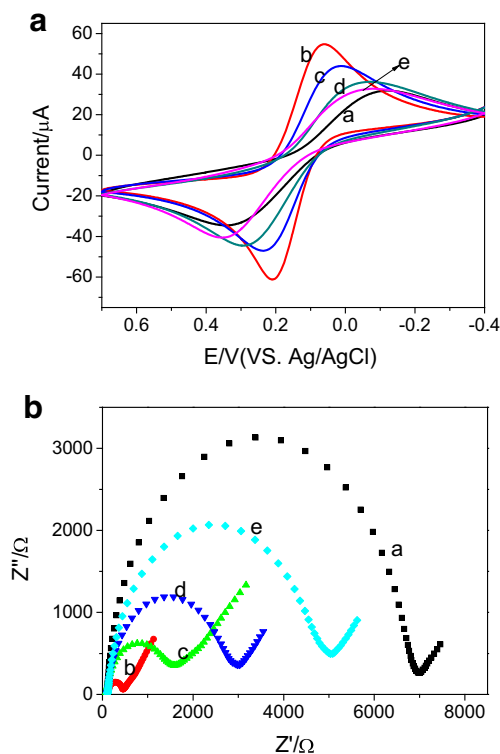 a
60
40
20
0
-20
-40
-60
Current/μA
b
c
d
e
a
0.6
0.4
0.2
0.0
-0.2
-0.4
E/V(VS. Ag/AgCl)
b
3000
2000
1000
0
Z"/Ω
a
e
d
c
b
0
2000
4000
6000
8000
Z'/Ω